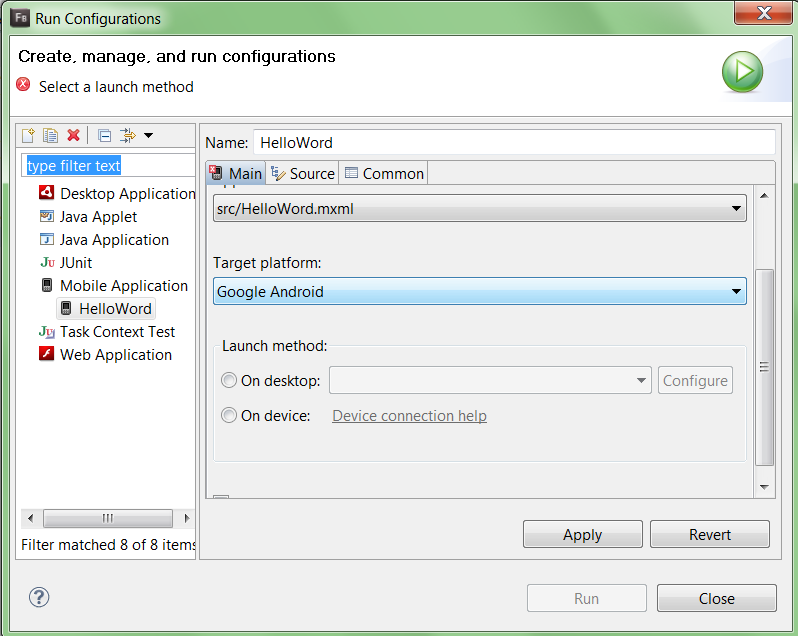 FB Run Configurations
Create, manage, and run configurations
Select a launch method
type filter text
Desktop Application
Java Applet
Java Application
Ju JUnit
Mobile Application
HelloWord
Ju Task Context Test
Web Application
Filter matched 8 of 8 items
Name: HelloWord
Main Source Common
src/HelloWord.mxml
Target platform:
Google Android
Launch method:
On desktop: Configure
On device: Device connection help
Apply Revert
? Run Close